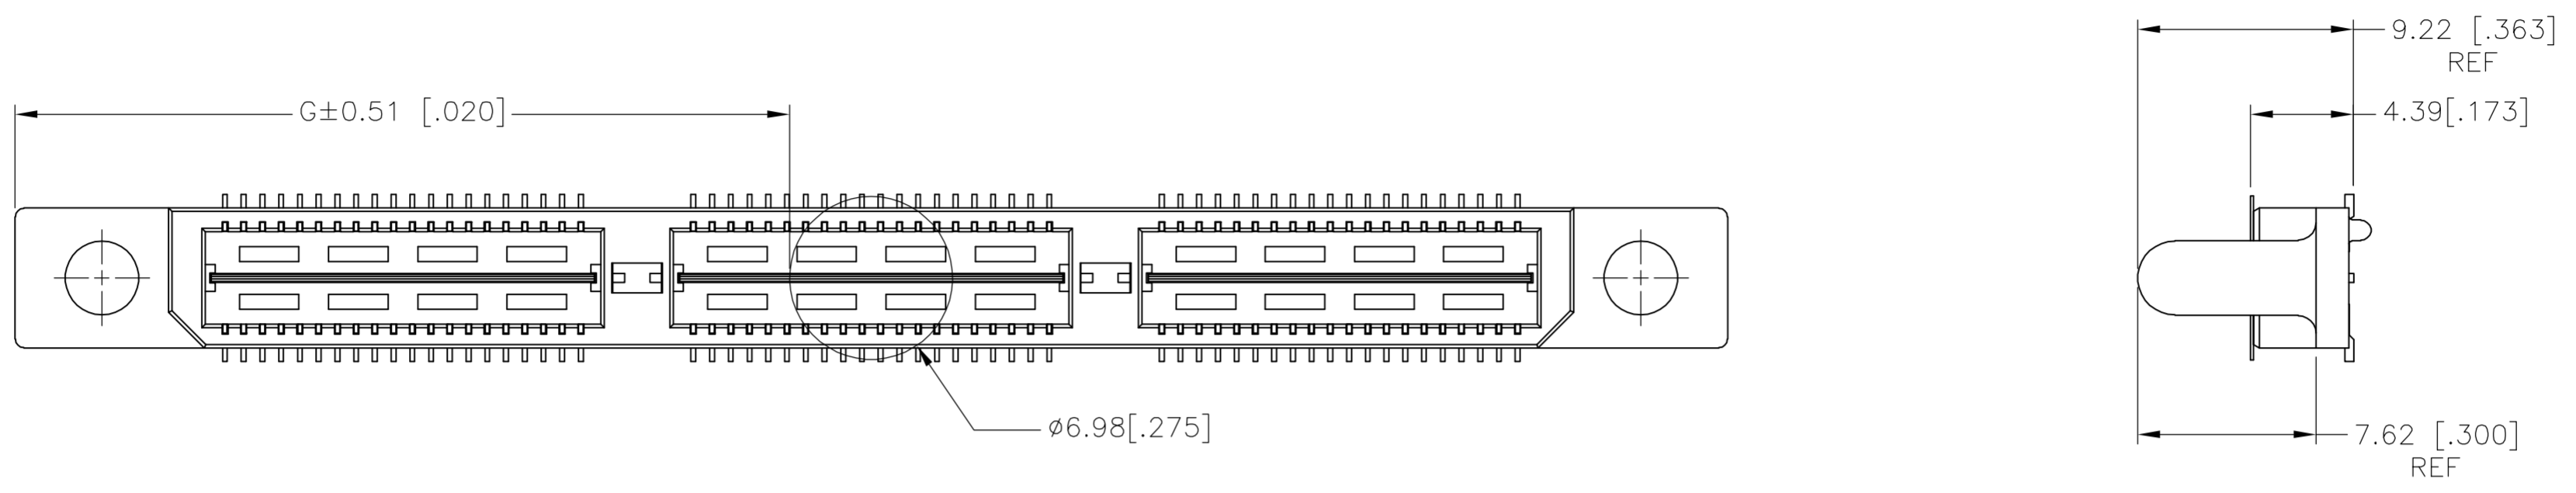 9.22 [.363]
REF
G±0.51 [.020]
4.39[.173]
ø6.98[.275]
7.62 [.300]
REF